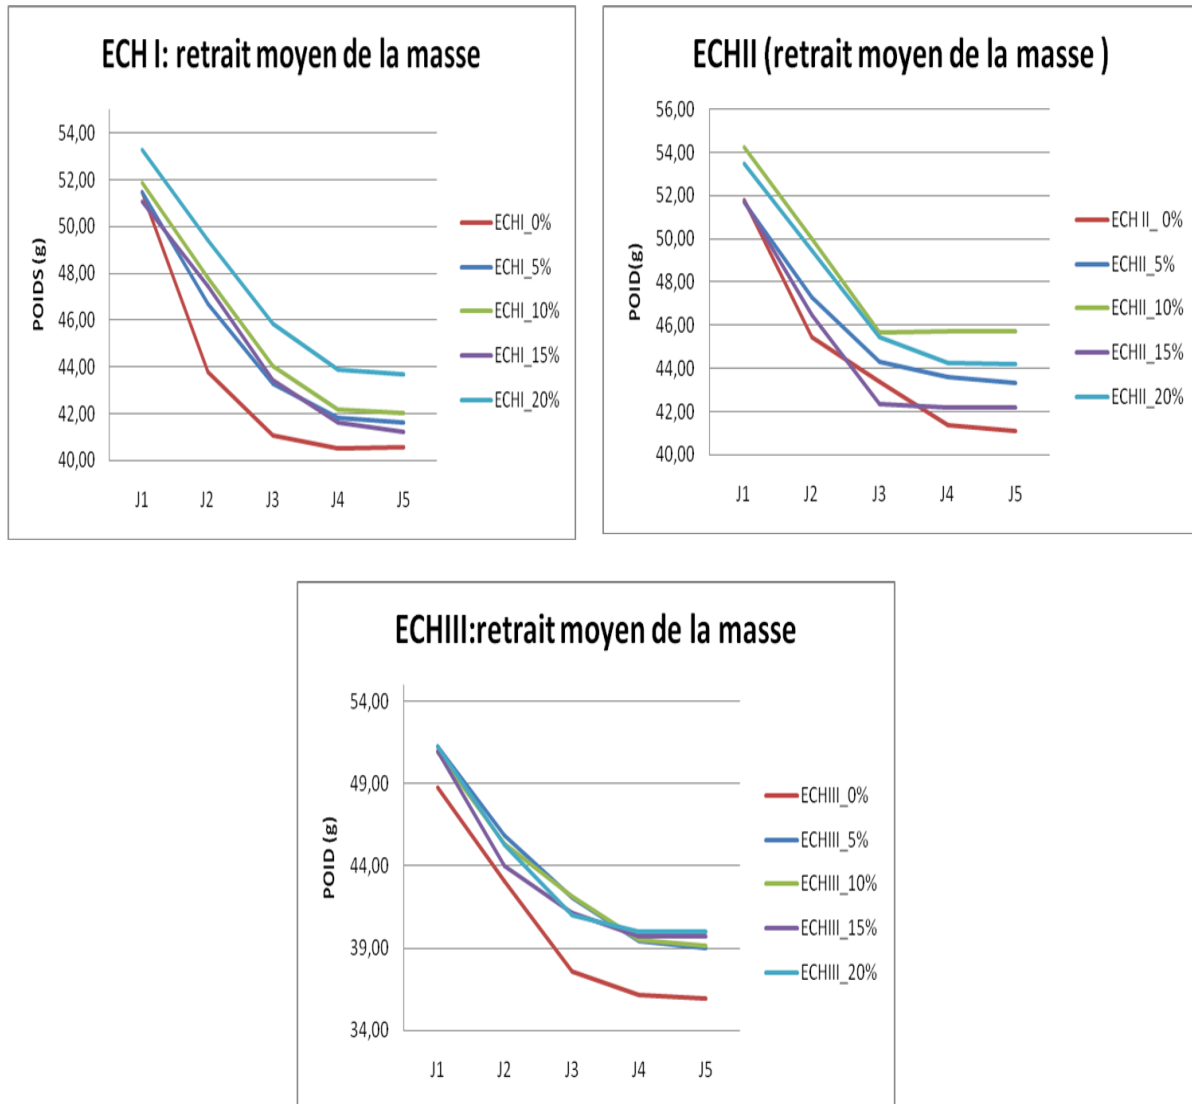 ECH I: retrait moyen de la masse
POIDS (g)
54,00
52,00
50,00
48,00
46,00
44,00
42,00
40,00
J1 J2 J3 J4 J5
ECHI_0%
ECHI_5%
ECHI_10%
ECHI_15%
ECHI_20%
ECHII (retrait moyen de la masse )
POID(g)
56,00
54,00
52,00
50,00
48,00
46,00
44,00
42,00
40,00
J1 J2 J3 J4 J5
ECH II_ 0%
ECHII_5%
ECHII_10%
ECHII_15%
ECHII_20%
ECHIII:retrait moyen de la masse
POID (g)
54,00
49,00
44,00
39,00
34,00
J1 J2 J3 J4 J5
ECHIII_0%
ECHIII_5%
ECHIII_10%
ECHIII_15%
ECHIII_20%